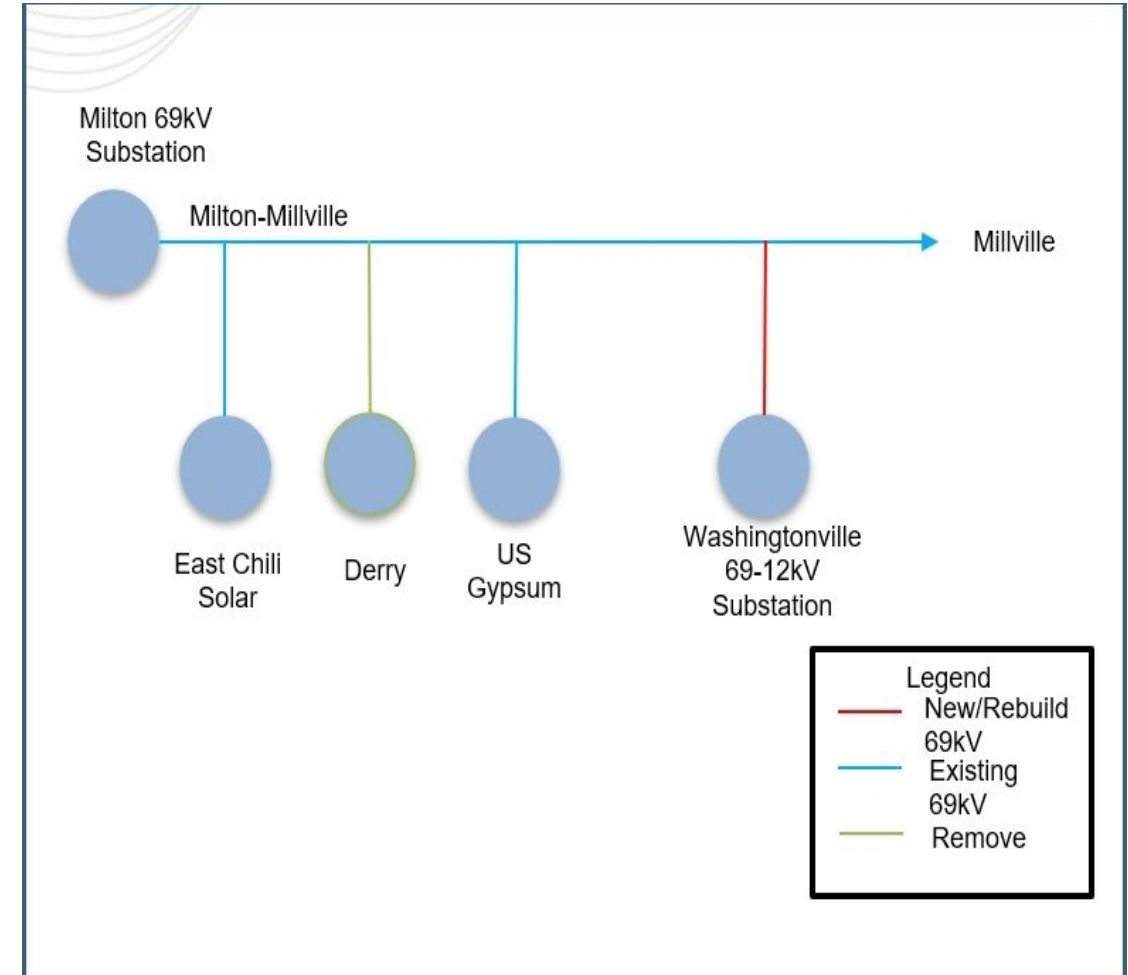 Milton 69kV
Substation
Milton-Millville
Millville
East Chili
Solar
Derry
US
Gypsum
Washingtonville
69-12kV
Substation
Legend
New/Rebuild
69kV
Existing
69kV
Remove